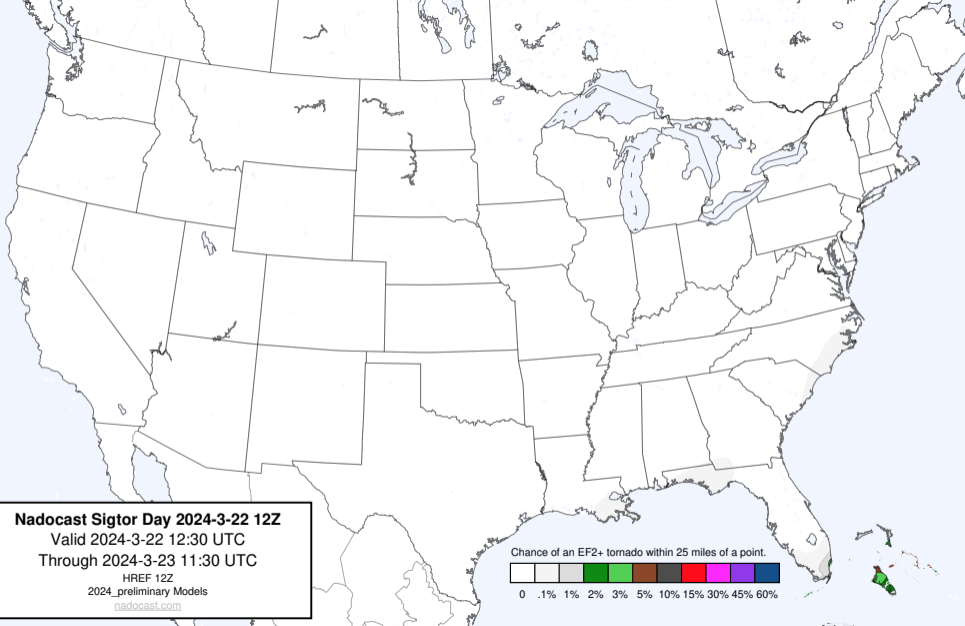 Nadocast Sigtor Day 2024-3-22 12Z
Valid 2024-3-22 12:30 UTC
Through 2024-3-23 11:30 UTC
HREF 12Z
2024_preliminary Models
nadocast.com
Chance of an EF2+ tornado within 25 miles of a point.
0 .1% 1% 2% 3% 5% 10% 15% 30% 45% 60%